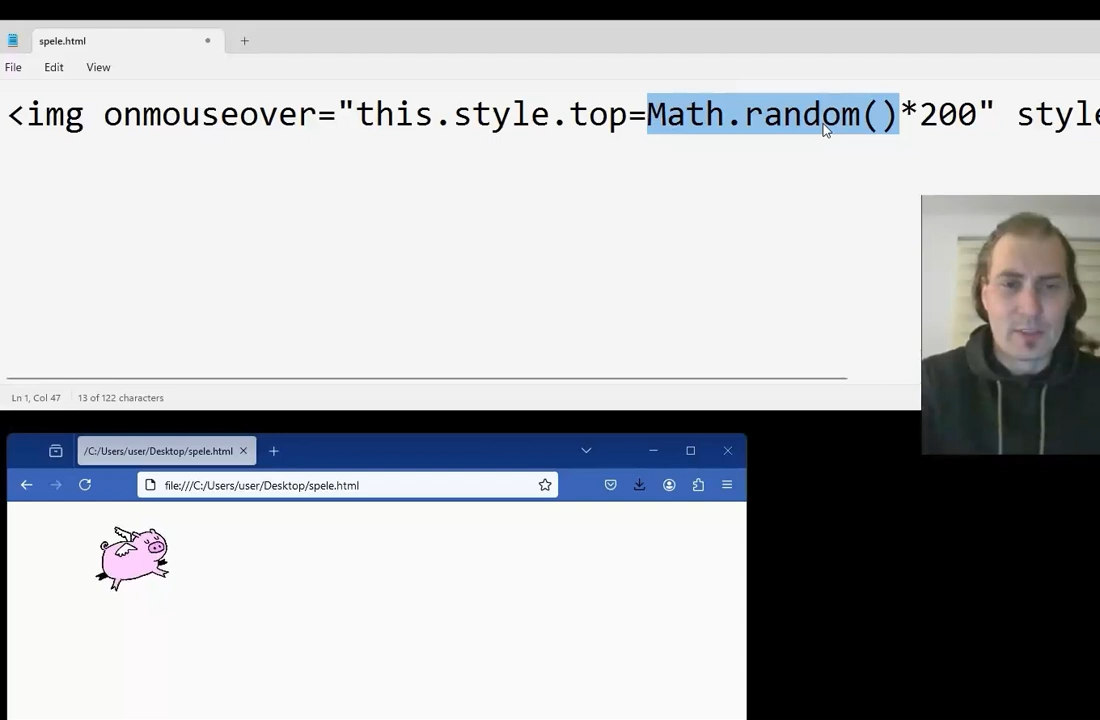 spele.html
File Edit View
<img onmouseover="this.style.top=Math.random()*200" style
Ln 1, Col 47 13 of 122 characters
/C:/Users/user/Desktop/spele.html
file:///C:/Users/user/Desktop/spele.html